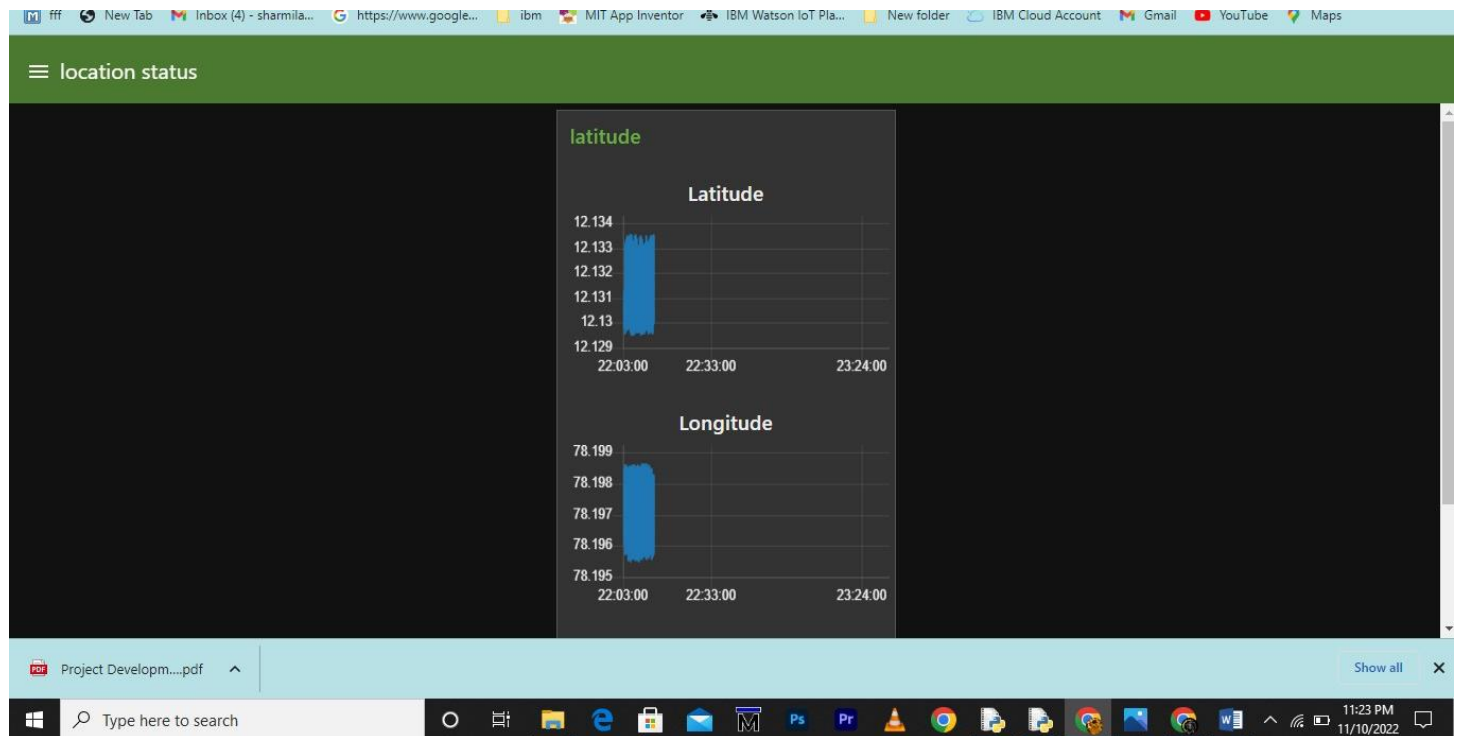 fff New Tab Inbox (4) - sharmila... https://www.google... ibm MIT App Inventor IBM Watson IoT Pla... New folder IBM Cloud Account Gmail YouTube Maps
location status
latitude
Latitude
12.134
12.133
12.132
12.131
12.13
12.129
22:03:00 22:33:00 23:24:00
Longitude
78.199
78.198
78.197
78.196
78.195
22:03:00 22:33:00 23:24:00
PDF Project Developm....pdf Show all
Type here to search Ps Pr 11:23 PM
11/10/2022